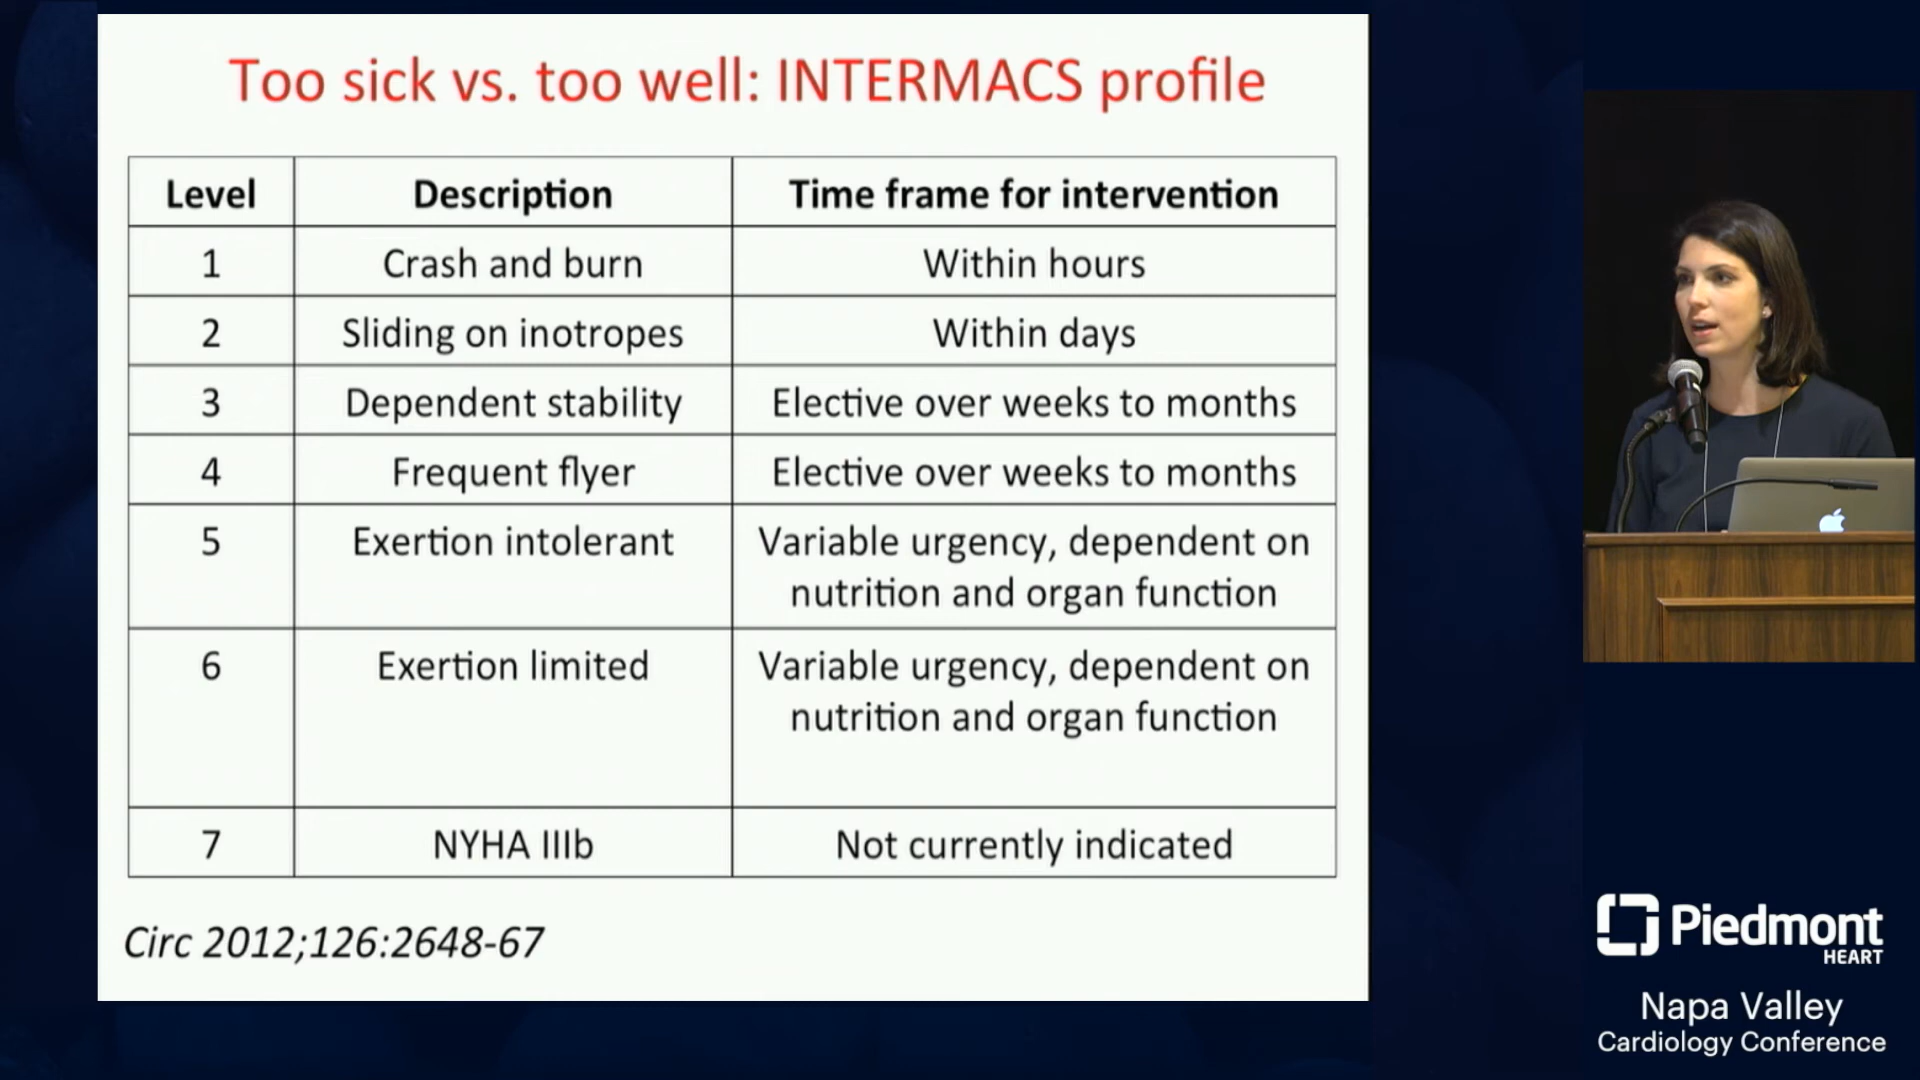 Too sick vs. too well: INTERMACS profile
Level Description Time frame for intervention
1 Crash and burn Within hours
2 Sliding on inotropes Within days
3 Dependent stability Elective over weeks to months
4 Frequent flyer Elective over weeks to months
5 Exertion intolerant Variable urgency, dependent on
nutrition and organ function
6 Exertion limited Variable urgency, dependent on
nutrition and organ function
7 NYHA IIIb Not currently indicated
Circ 2012;126:2648-67
Piedmont
HEART
Napa Valley
Cardiology Conference